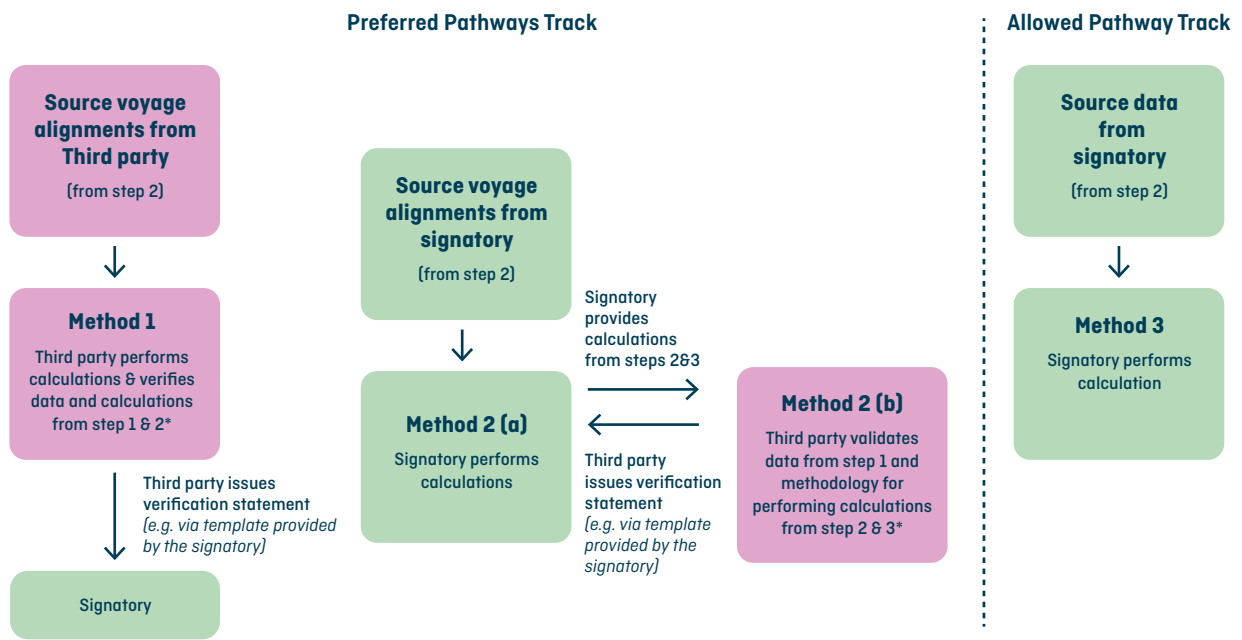 Preferred Pathways Track
Allowed Pathway Track
Source voyage
alignments from
Third party
(from step 2)
Method 1
Third party performs
calculations & verifies
data and calculations
from step 1 & 2*
Third party issues
verification statement
(e.g. via template provided
by the signatory)
Signatory
Source voyage
alignments from
signatory
(from step 2)
Method 2 (a)
Signatory performs
calculations
Signatory
provides
calculations
from steps 2&3
Third party
issues verification
statement
(e.g. via template
provided by the
signatory)
Method 2 (b)
Third party validates
data from step 1 and
methodology for
performing calculations
from step 2 & 3*
Source data
from
signatory
(from step 2)
Method 3
Signatory performs
calculation